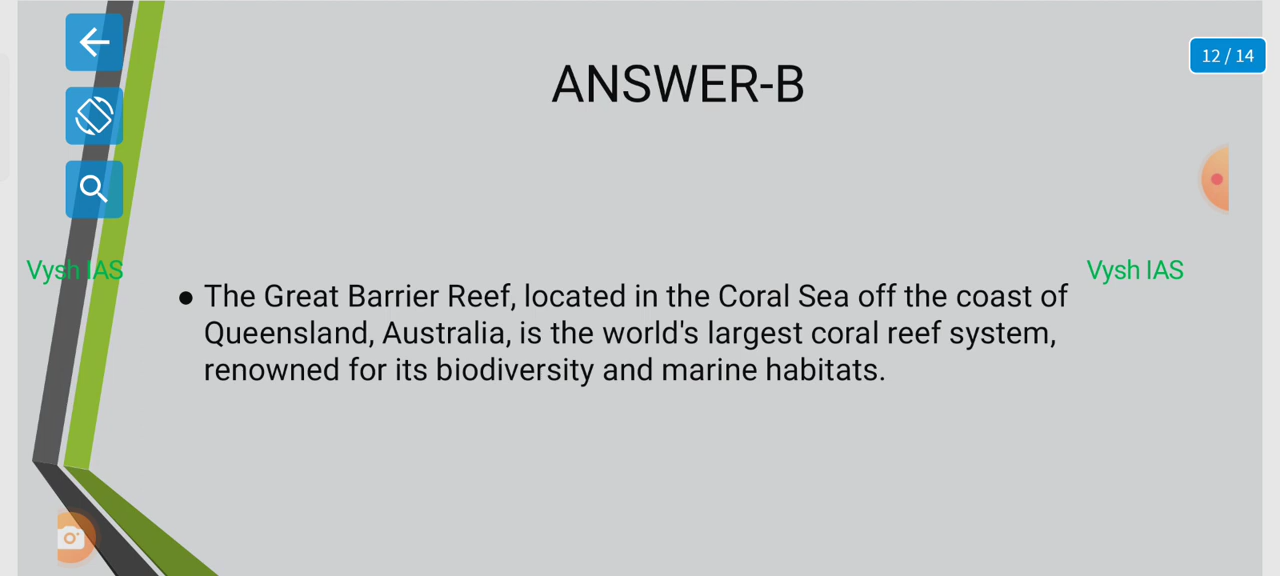 12 / 14
ANSWER-B
Vysh IAS
Vysh IAS
● The Great Barrier Reef, located in the Coral Sea off the coast of
Queensland, Australia, is the world's largest coral reef system,
renowned for its biodiversity and marine habitats.